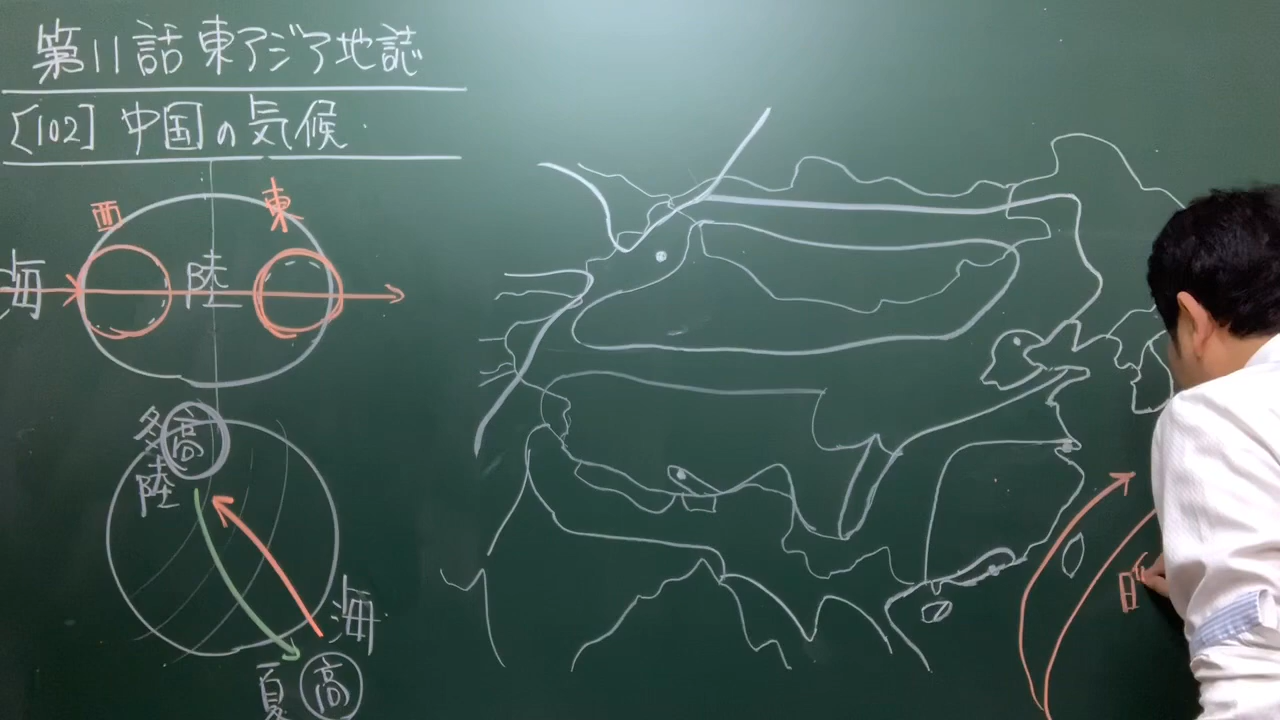 第11話 東アジア地誌
[102] 中国の気候
西
東
海
陸
冬
高
陸
海
夏
高
日